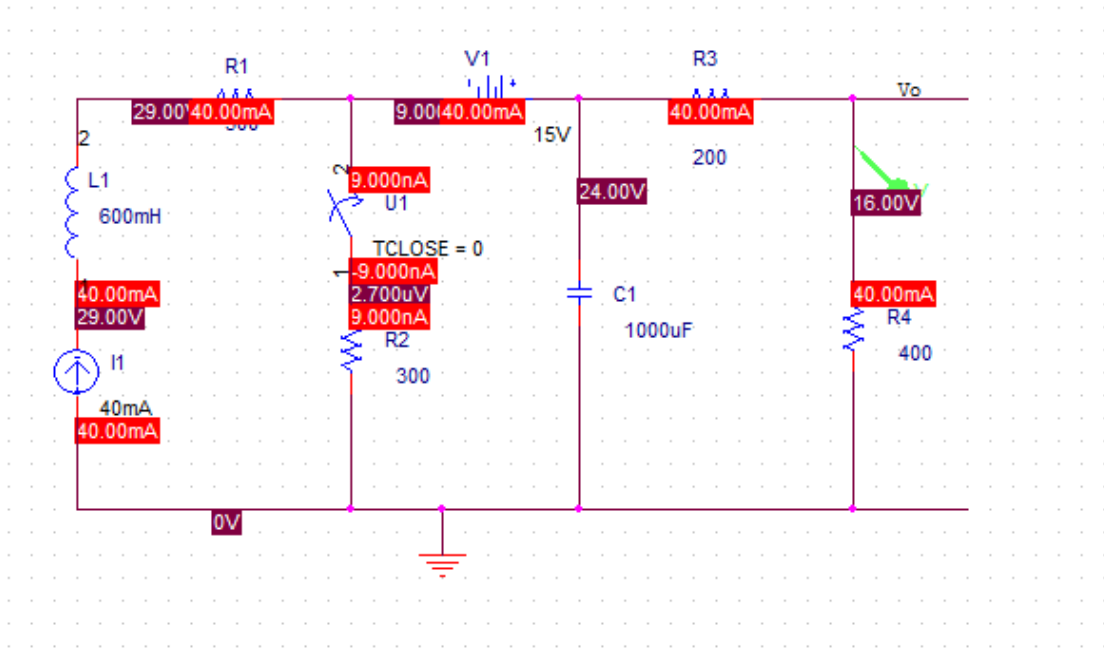 R1
V1
R3
Vo
29.00V
40.00mA
9.00
40.00mA
40.00mA
15V
2
200
2
9.000nA
24.00V
L1
U1
16.00V
600mH
TCLOSE = 0
1
-9.000nA
40.00mA
2.700uV
C1
40.00mA
29.00V
9.000nA
R4
1000uF
R2
400
I1
300
40mA
40.00mA
0V